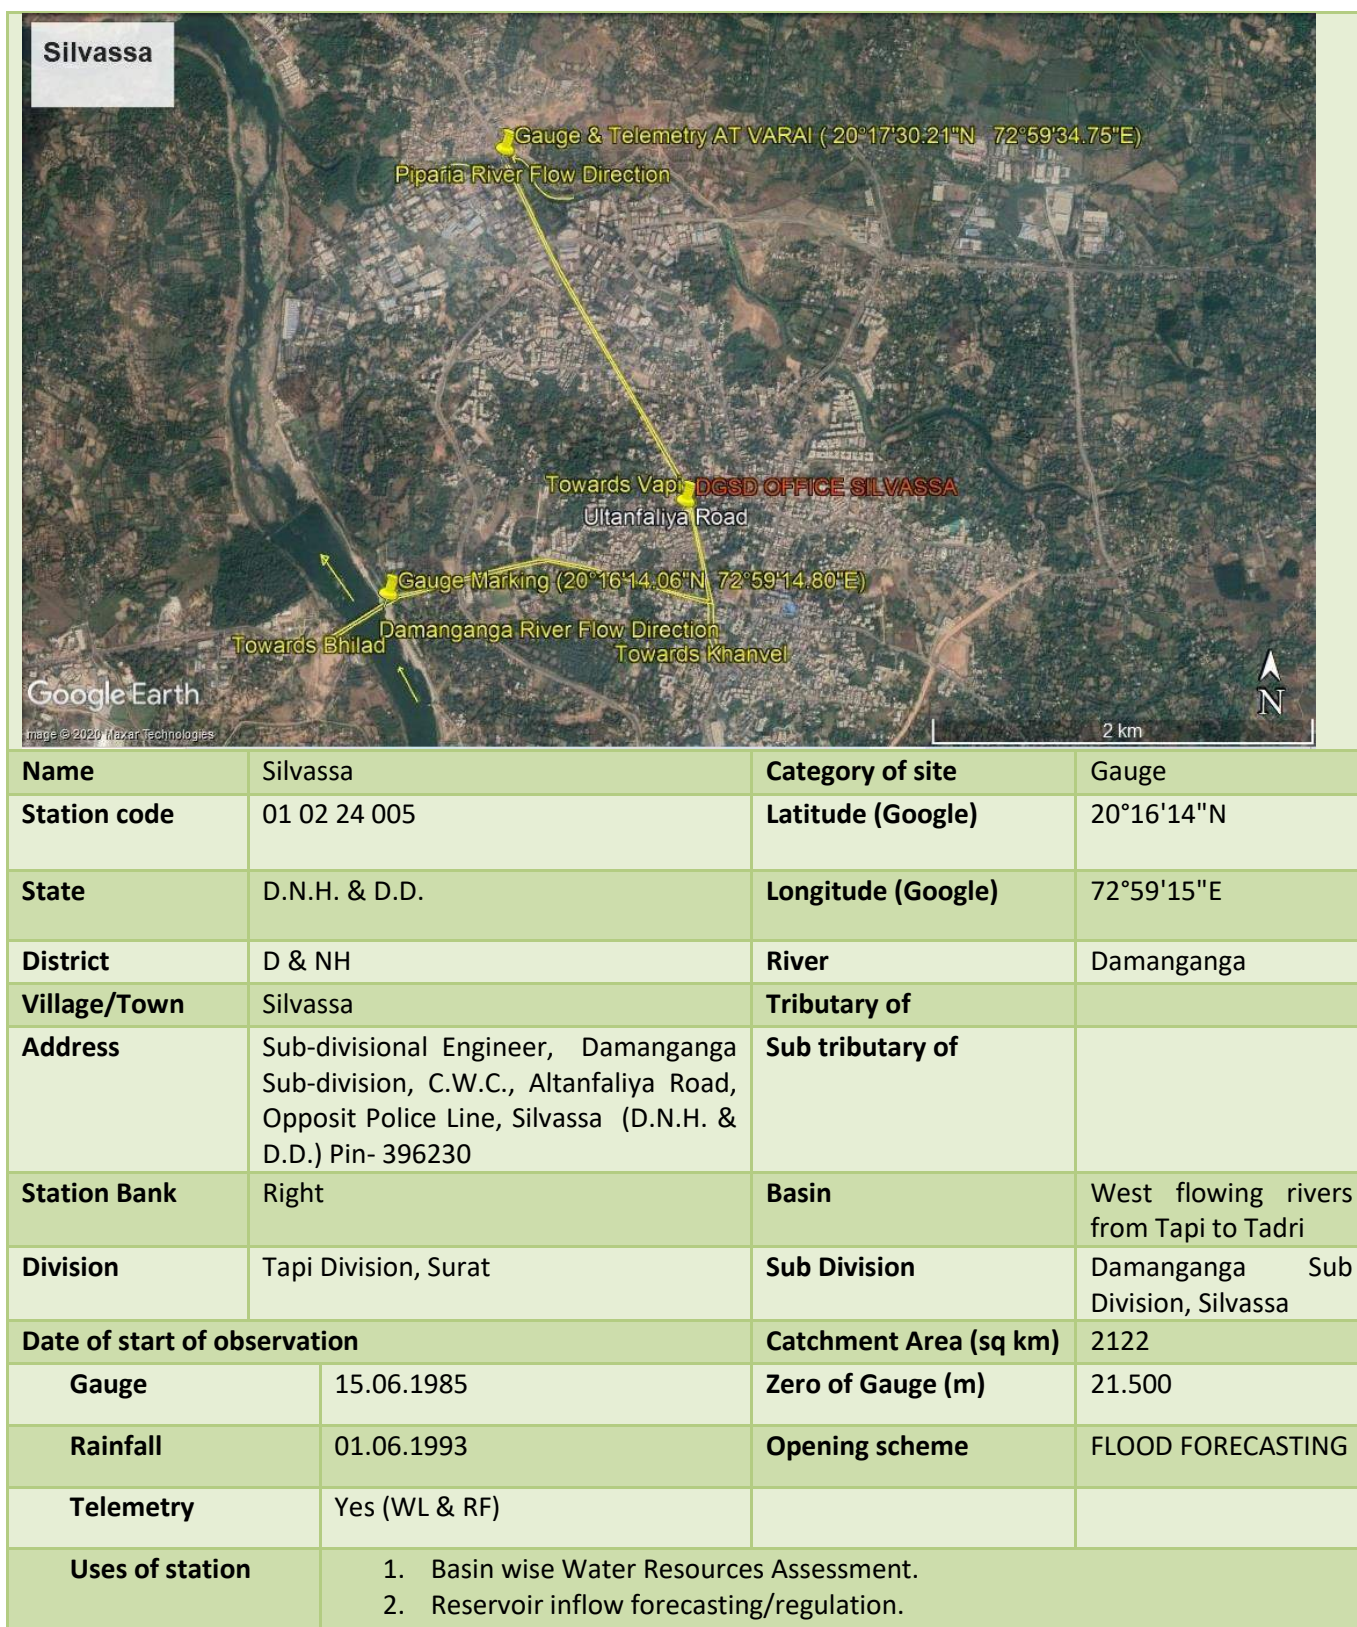 Silvassa
Gauge & Telemetry AT VARAI ( 20°17'30.21"N 72°59'34.75"E)
Piparia River Flow Direction
Towards Vapi DGSD OFFICE SILVASSA
Ultanfaliya Road
Gauge Marking (20°16'14.06"N 72°59'14.80"E)
Damanganga River Flow Direction
Towards Bhilad
Towards Khanvel
Google Earth
N
Image © 2020 Maxar Technologies
2 km
Name Silvassa Category of site Gauge
Station code 01 02 24 005 Latitude (Google) 20°16'14"N
State D.N.H. & D.D. Longitude (Google) 72°59'15"E
District D & NH River Damanganga
Village/Town Silvassa Tributary of
Address Sub-divisional Engineer, Damanganga Sub tributary of
Sub-division, C.W.C., Altanfaliya Road,
Opposit Police Line, Silvassa (D.N.H. &
D.D.) Pin- 396230
Station Bank Right Basin West flowing rivers
from Tapi to Tadri
Division Tapi Division, Surat Sub Division Damanganga Sub
Division, Silvassa
Date of start of observation Catchment Area (sq km) 2122
Gauge 15.06.1985 Zero of Gauge (m) 21.500
Rainfall 01.06.1993 Opening scheme FLOOD FORECASTING
Telemetry Yes (WL & RF)
Uses of station 1. Basin wise Water Resources Assessment.
2. Reservoir inflow forecasting/regulation.